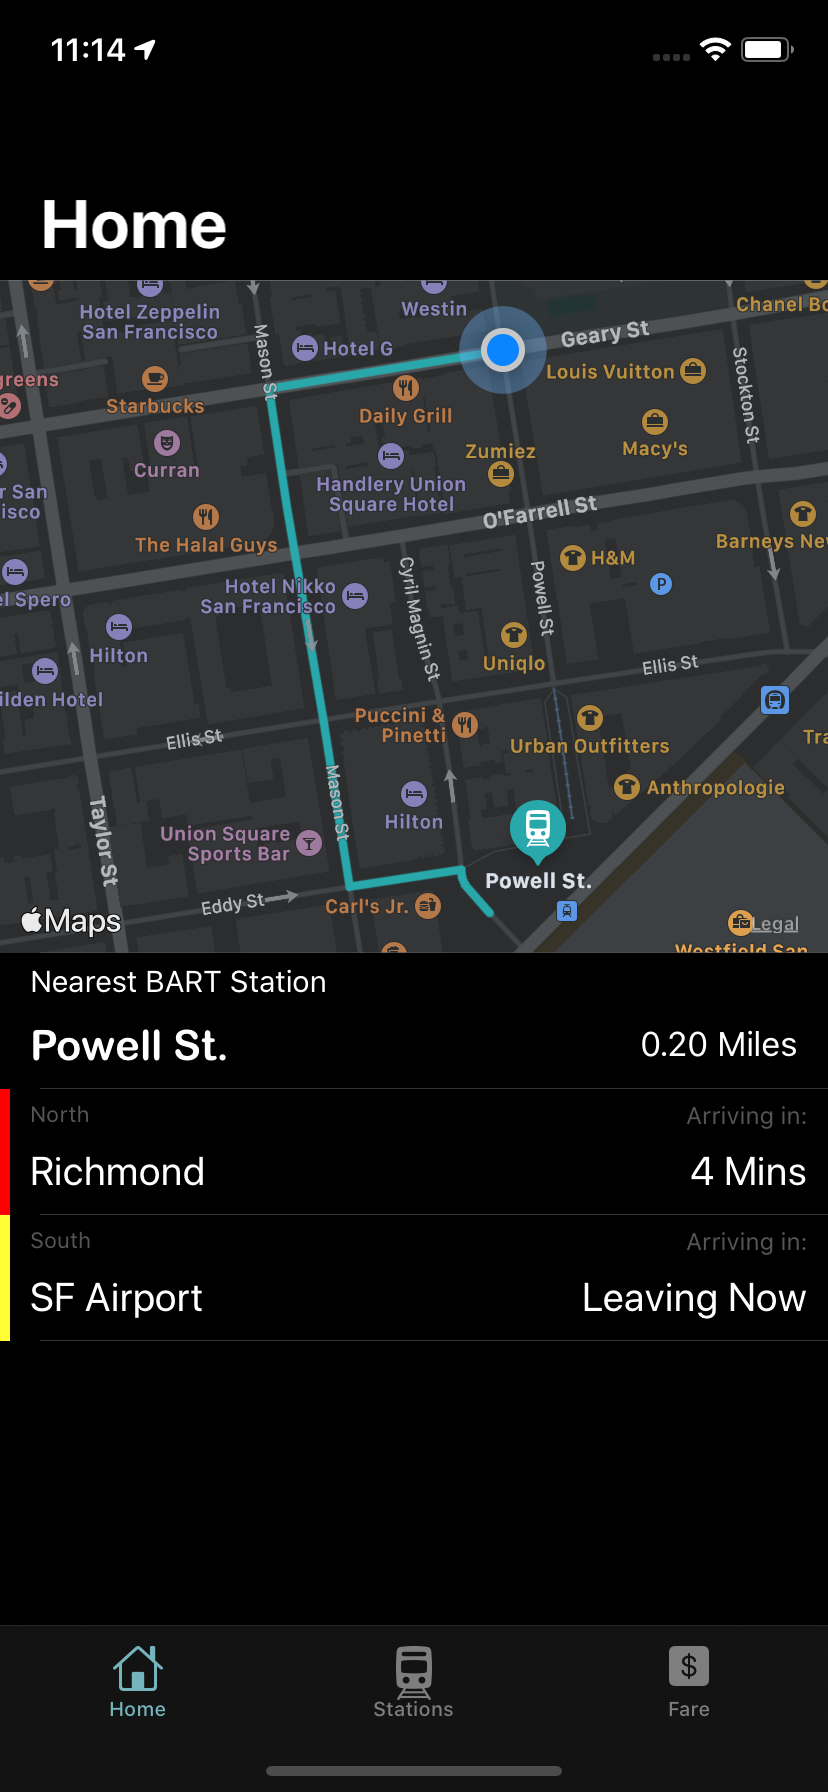 11:14
Home
Westin
Hotel Zeppelin
San Francisco
Chanel Bo
Geary St
Mason St
Hotel G
greens
Starbucks
Daily Grill
Louis Vuitton
Stockton St
Curran
Zumiez
Macy's
r San
isco
Handlery Union
Square Hotel
O'Farrell St
The Halal Guys
Barneys New
H&M
P
Hotel Nikko
San Francisco
Cyril Magnin St
Powell St
el Spero
Hilton
Uniqlo
Ellis St
ilden Hotel
Puccini &
Pinetti
Ellis St
Urban Outfitters
Tra
Mason St
Anthropologie
Taylor St
Hilton
Union Square
Sports Bar
Powell St.
Eddy St
Carl's Jr.
Maps
Legal
Westfield San
Nearest BART Station
Powell St.
0.20 Miles
North
Arriving in:
Richmond
4 Mins
South
Arriving in:
SF Airport
Leaving Now
$
Home
Stations
Fare